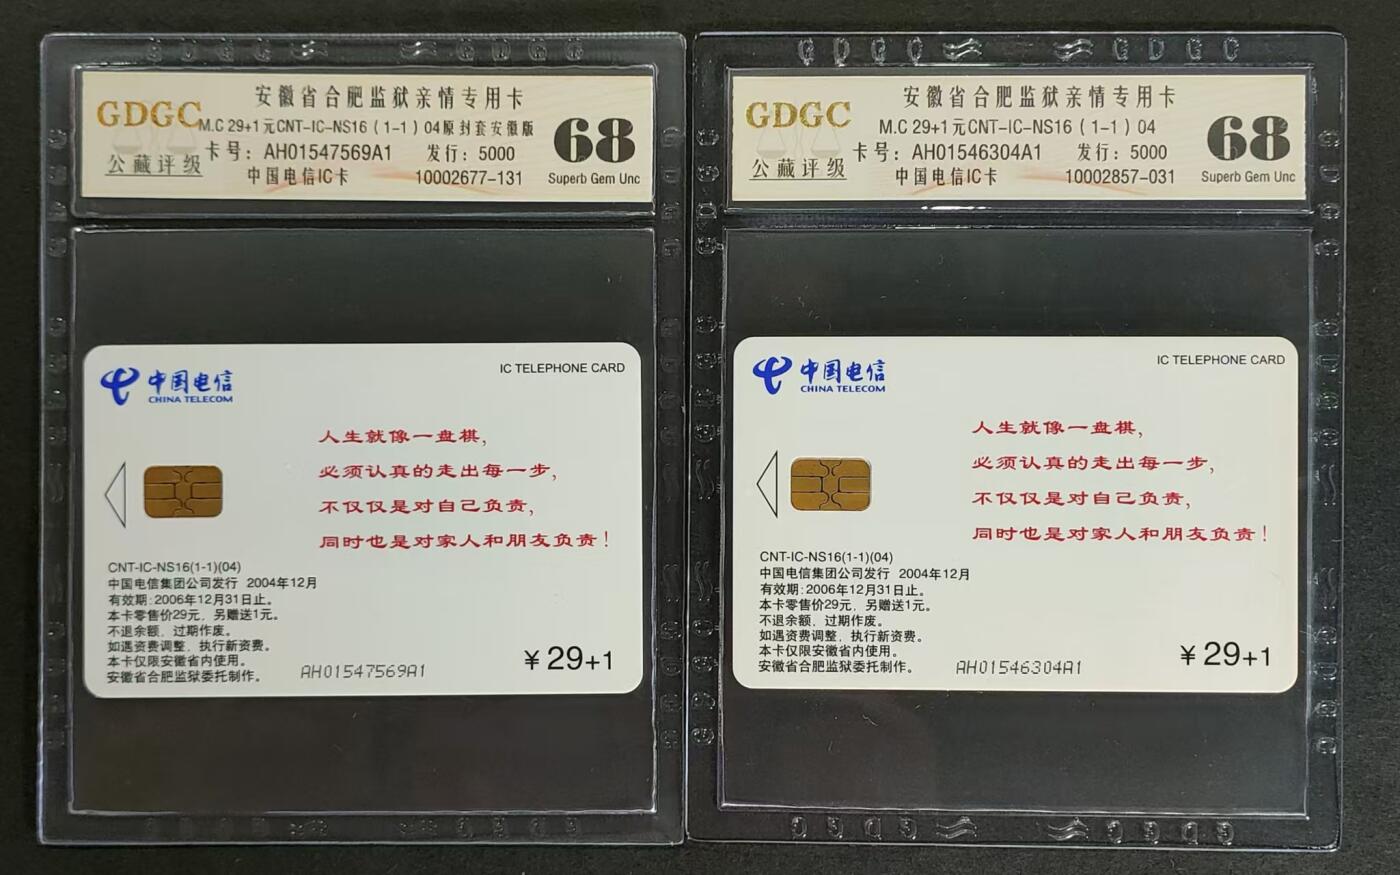 GDGC
公藏评级
安徽省合肥监狱亲情专用卡
M.C 29+1元CNT-IC-NS16(1-1)04原封套安徽版
卡号: AH01547569A1 发行: 5000
中国电信IC卡 10002677-131
68
Superb Gem Unc
中国电信
CHINA TELECOM
IC TELEPHONE CARD
人生就像一盘棋,
必须认真的走出每一步,
不仅仅是对自己负责,
同时也是对家人和朋友负责!
CNT-IC-NS16(1-1)(04)
中国电信集团公司发行 2004年12月
有效期:2006年12月31日止。
本卡零售价29元, 另赠送1元。
不退余额, 过期作废。
如遇资费调整, 执行新资费。
本卡仅限安徽省内使用。
安徽省合肥监狱委托制作。
AH01547569A1
¥29+1
GDGC
公藏评级
安徽省合肥监狱亲情专用卡
M.C 29+1元CNT-IC-NS16(1-1)04
卡号: AH01546304A1 发行: 5000
中国电信IC卡 10002857-031
68
Superb Gem Unc
中国电信
CHINA TELECOM
IC TELEPHONE CARD
人生就像一盘棋,
必须认真的走出每一步,
不仅仅是对自己负责,
同时也是对家人和朋友负责!
CNT-IC-NS16(1-1)(04)
中国电信集团公司发行 2004年12月
有效期:2006年12月31日止。
本卡零售价29元, 另赠送1元。
不退余额, 过期作废。
如遇资费调整, 执行新资费。
本卡仅限安徽省内使用。
安徽省合肥监狱委托制作。
AH01546304A1
¥29+1